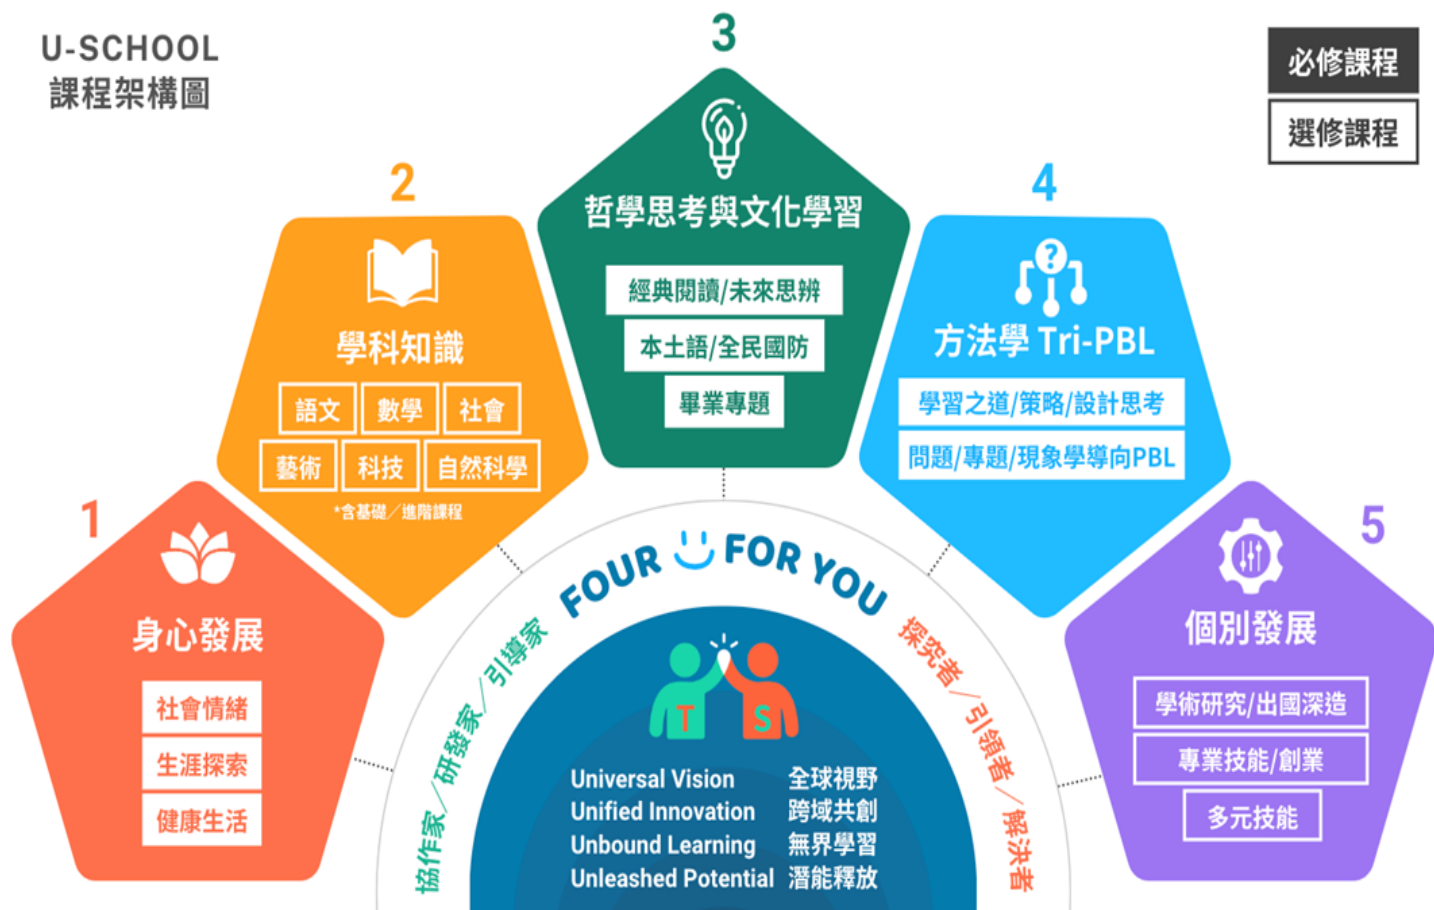 U-SCHOOL
課程架構圖
必修課程
選修課程
1
身心發展
社會情緒
生涯探索
健康生活
2
學科知識
語文
數學
社會
藝術
科技
自然科學
*含基礎／進階課程
3
哲學思考與文化學習
經典閱讀/未來思辨
本土語/全民國防
畢業專題
4
?
方法學 Tri-PBL
學習之道/策略/設計思考
問題/專題/現象學導向PBL
5
個別發展
學術研究/出國深造
專業技能/創業
多元技能
FOUR FOR YOU
協作家／研發家／引導家
探究者／引領者／解決者
T S
Universal Vision 全球視野
Unified Innovation 跨域共創
Unbound Learning 無界學習
Unleashed Potential 潛能釋放